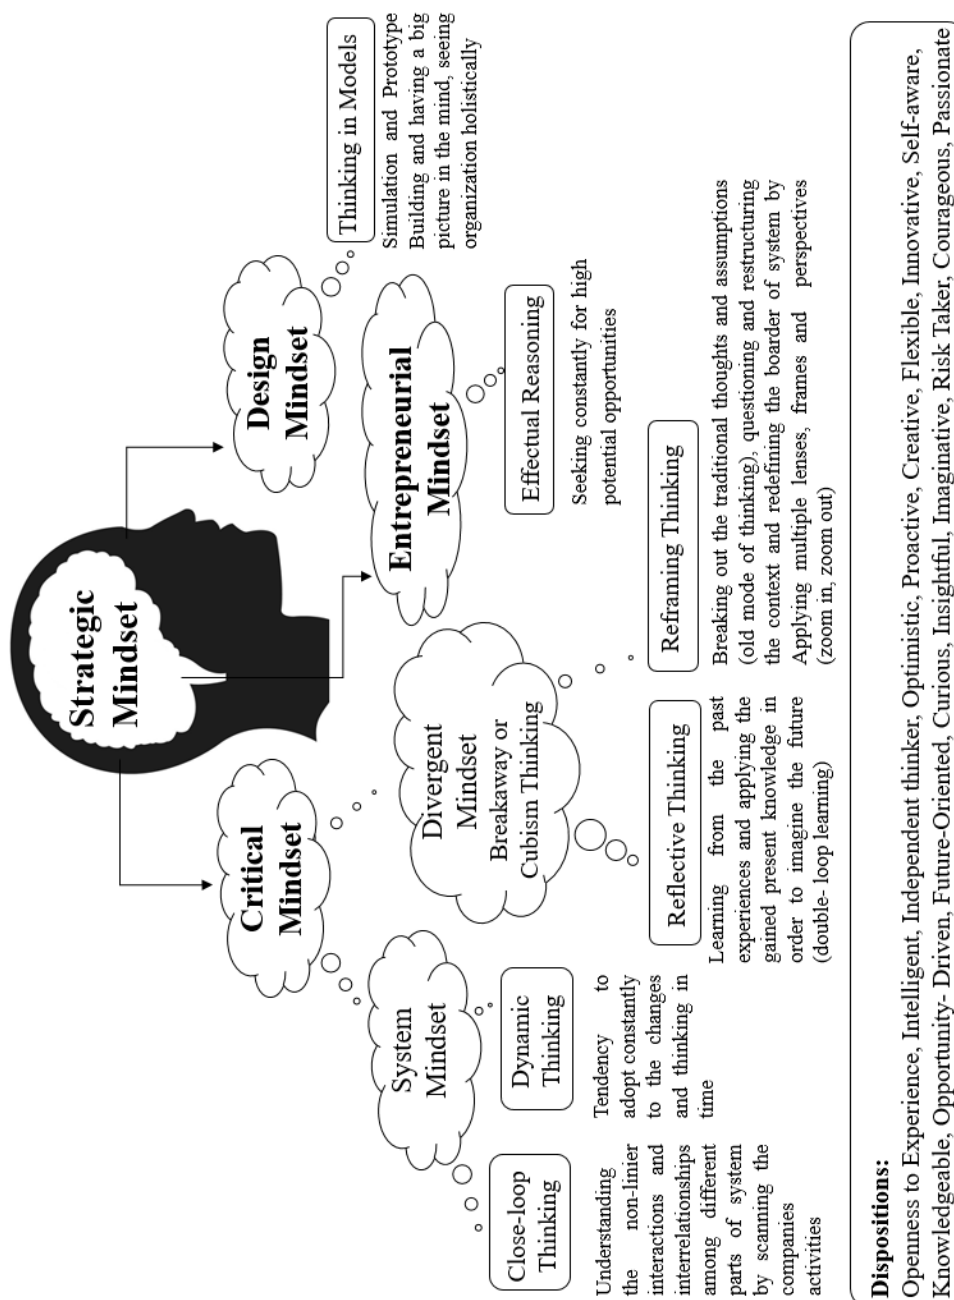 Strategic
Mindset
Critical
Mindset
Design
Mindset
Entrepreneurial
Mindset
System
Mindset
Divergent
Mindset
Breakaway or
Cubism Thinking
Close-loop
Thinking
Understanding
the non-linier
interactions and
interrelationships
among different
parts of system
by scanning the
companies
activities
Dynamic
Thinking
Tendency to
adopt constantly
to the changes
and thinking in
time
Reflective Thinking
Learning from the past
experiences and applying the
gained present knowledge in
order to imagine the future
(double- loop learning)
Reframing Thinking
Breaking out the traditional thoughts and assumptions
(old mode of thinking), questioning and restructuring
the context and redefining the boarder of system by
Applying multiple lenses, frames and perspectives
(zoom in, zoom out)
Effectual Reasoning
Seeking constantly for high
potential opportunities
Thinking in Models
Simulation and Prototype
Building and having a big
picture in the mind, seeing
organization holistically
Dispositions:
Openness to Experience, Intelligent, Independent thinker, Optimistic, Proactive, Creative, Flexible, Innovative, Self-aware,
Knowledgeable, Opportunity- Driven, Future-Oriented, Curious, Insightful, Imaginative, Risk Taker, Courageous, Passionate